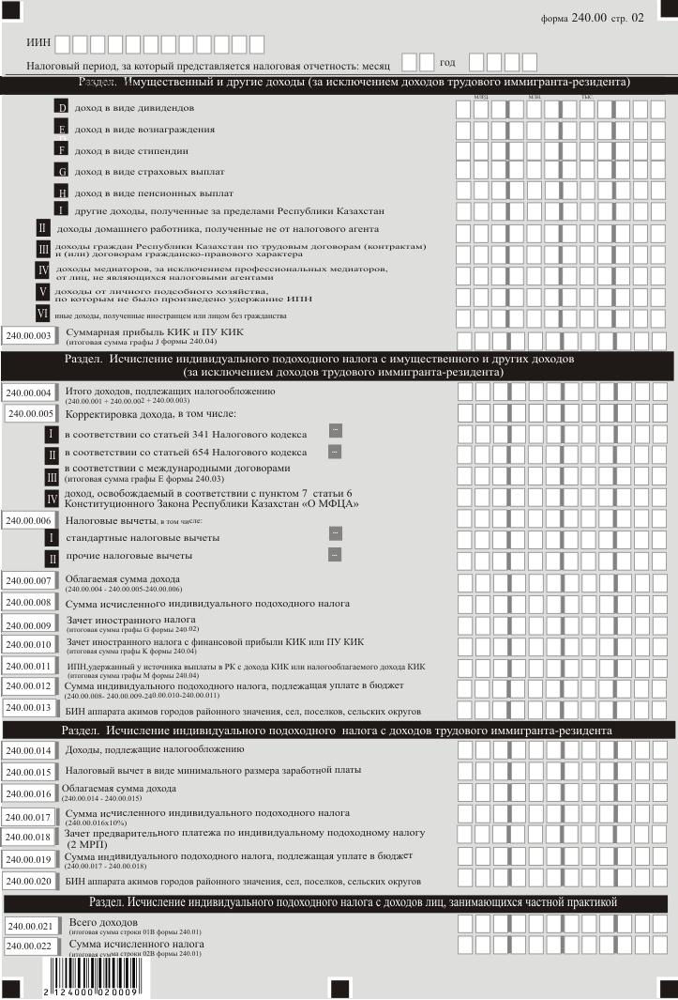 форма 240.00 стр. 02
ИИН
Налоговый период, за который представляется налоговая отчетность: месяц год
Раздел. Имущественный и другие доходы (за исключением доходов трудового иммигранта-резидента)
млрд. млн. тыс.
D доход в виде дивидендов
E доход в виде вознаграждения
F доход в виде стипендии
G доход в виде страховых выплат
H доход в виде пенсионных выплат
I другие доходы, полученные за пределами Республики Казахстан
II доходы домашнего работника, полученные не от налогового агента
III доходы граждан Республики Казахстан по трудовым договорам (контрактам)
и (или) договорам гражданско-правового характера
IV доходы медиаторов, за исключением профессиональных медиаторов,
от лиц, не являющихся налоговыми агентами
V доходы от личного подсобного хозяйства,
по которым не было произведено удержание ИПН
VI иные доходы, полученные иностранцем или лицом без гражданства
240.00.003 Суммарная прибыль КИК и ПУ КИК
(итоговая сумма графы J формы 240.04)
Раздел. Исчисление индивидуального подоходного налога с имущественного и других доходов
(за исключением доходов трудового иммигранта-резидента)
240.00.004 Итого доходов, подлежащих налогообложению
(240.00.001 + 240.00.002 + 240.00.003)
240.00.005 Корректировка дохода, в том числе:
I в соответствии со статьей 341 Налогового кодекса ...
II в соответствии со статьей 654 Налогового кодекса ...
III в соответствии с международными договорами
(итоговая сумма графы Е формы 240.03)
IV доход, освобождаемый в соответствии с пунктом 7 статьи 6
Конституционного Закона Республики Казахстан «О МФЦА»
240.00.006 Налоговые вычеты, в том числе:
I стандартные налоговые вычеты ...
II прочие налоговые вычеты ...
240.00.007 Облагаемая сумма дохода
(240.00.004 - 240.00.005-240.00.006)
240.00.008 Сумма исчисленного индивидуального подоходного налога
240.00.009 Зачет иностранного налога
(итоговая сумма графы G формы 240.02)
240.00.010 Зачет иностранного налога с финансовой прибыли КИК или ПУ КИК
(итоговая сумма графы K формы 240.04)
240.00.011 ИПН,удержанный у источника выплаты в РК с дохода КИК или налогооблагаемого дохода КИК
(итоговая сумма графы M формы 240.04)
240.00.012 Сумма индивидуального подоходного налога, подлежащая уплате в бюджет
(240.00.008- 240.00.009-240.00.010-240.00.011)
240.00.013 БИН аппарата акимов городов районного значения, сел, поселков, сельских округов
Раздел. Исчисление индивидуального подоходного налога с доходов трудового иммигранта-резидента
240.00.014 Доходы, подлежащие налогообложению
240.00.015 Налоговый вычет в виде минимального размера заработной платы
240.00.016 Облагаемая сумма дохода
(240.00.014 - 240.00.015)
240.00.017 Сумма исчисленного индивидуального подоходного налога
(240.00.016х10%)
240.00.018 Зачет предварительного платежа по индивидуальному подоходному налогу
(2 МРП)
240.00.019 Сумма индивидуального подоходного налога, подлежащая уплате в бюджет
(240.00.017 - 240.00.018)
240.00.020 БИН аппарата акимов городов районного значения, сел, поселков, сельских округов
Раздел. Исчисление индивидуального подоходного налога с доходов лиц, занимающихся частной практикой
240.00.021 Всего доходов
(итоговая сумма строки 01В формы 240.01)
240.00.022 Сумма исчисленного налога
(итоговая сумма строки 02В формы 240.01)
2 124000 020009